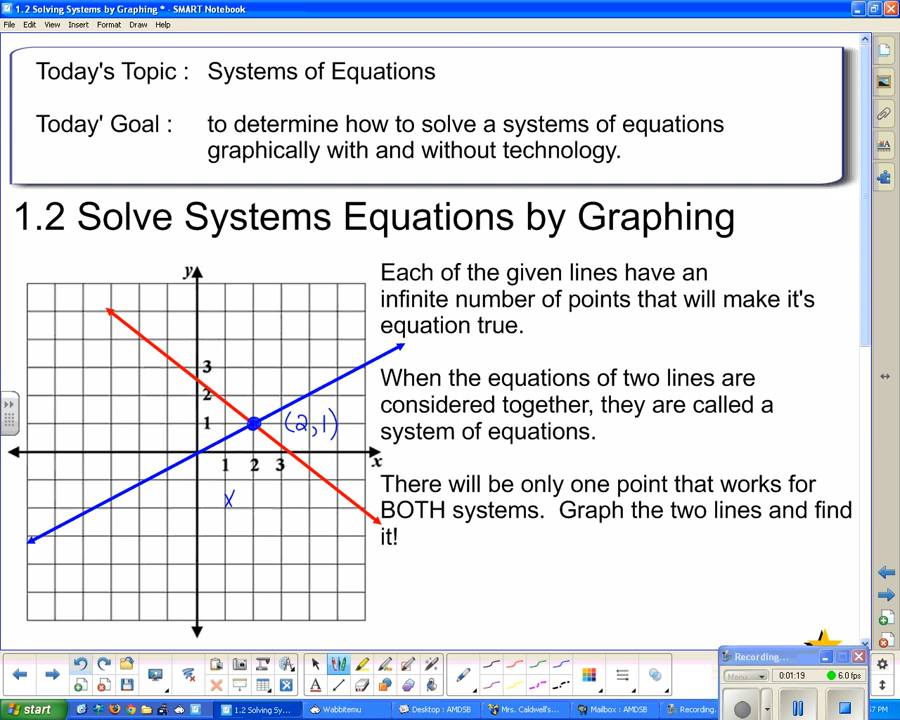 1.2 Solving Systems by Graphing * - SMART Notebook
File Edit View Insert Format Draw Help
Today's Topic : Systems of Equations
Today' Goal : to determine how to solve a systems of equations
graphically with and without technology.
1.2 Solve Systems Equations by Graphing
y
3
2
1
(2,1)
x
1 2 3
X
Each of the given lines have an
infinite number of points that will make it's
equation true.
When the equations of two lines are
considered together, they are called a
system of equations.
There will be only one point that works for
BOTH systems. Graph the two lines and find
it!
Recording...
Menu
0:01:19
6.0 fps
start
1.2 Solving Sy...
Wabbitemu
Desktop : AMDSB
Mrs. Caldwell's...
Mailbox : AMDSB
Recording.
:57 PM